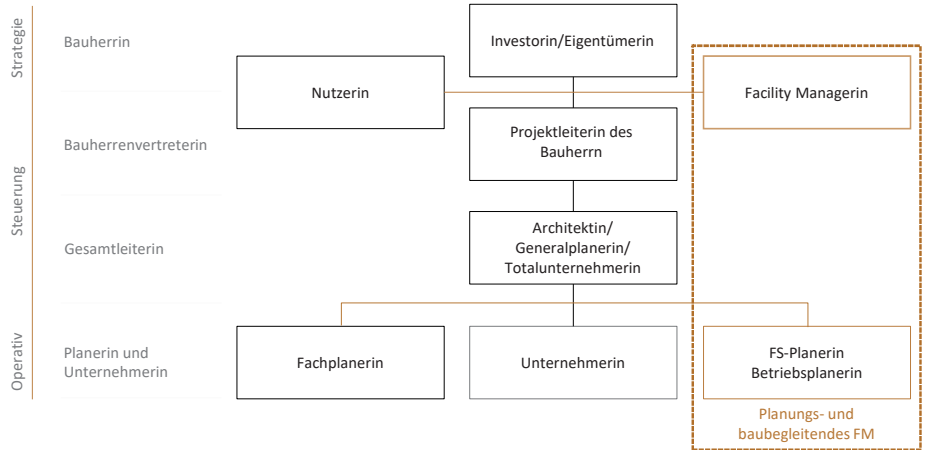 Strategie
Bauherrin
Investorin/Eigentümerin
Nutzerin
Facility Managerin
Steuerung
Bauherrenvertreterin
Projektleiterin des
Bauherrn
Gesamtleiterin
Architektin/
Generalplanerin/
Totalunternehmerin
Operativ
Planerin und
Unternehmerin
Fachplanerin
Unternehmerin
FS-Planerin
Betriebsplanerin
Planungs- und
baubegleitendes FM